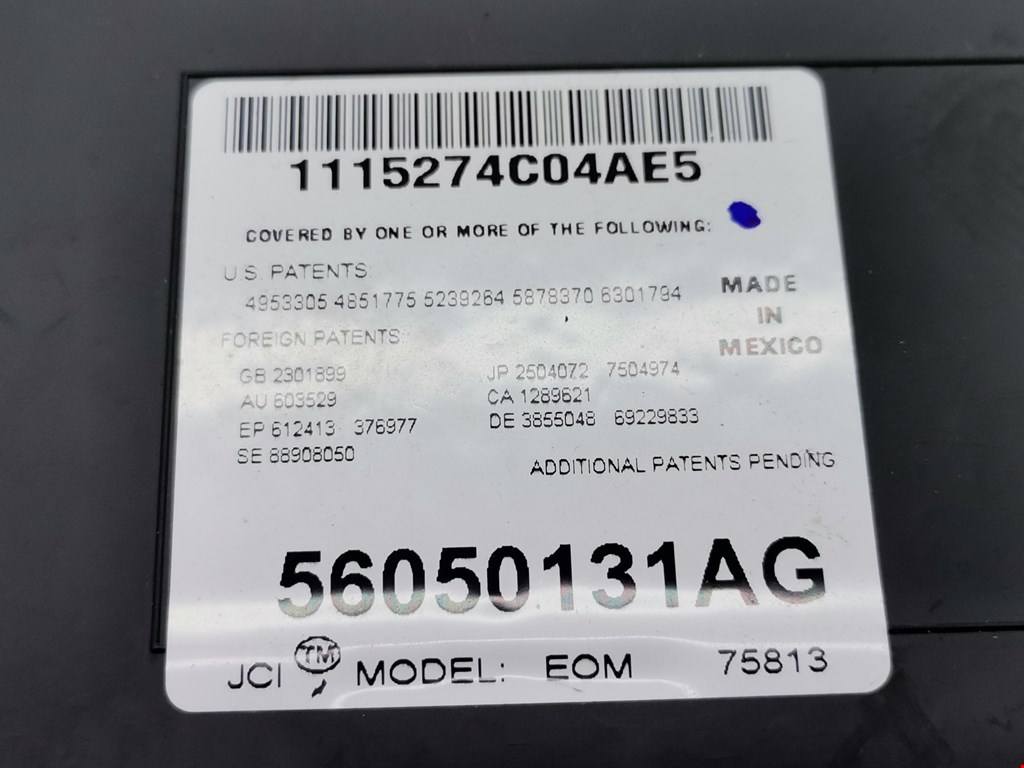 1115274C04AE5
COVERED BY ONE OR MORE OF THE FOLLOWING:
U.S. PATENTS:
4953305 4851775 5239264 5878370 6301794
MADE
IN
MEXICO
FOREIGN PATENTS:
GB 2301899 JP 2504072 7504974
AU 603529 CA 1289621
EP 612413 376977 DE 3855048 69229833
SE 88908050
ADDITIONAL PATENTS PENDING
56050131AG
JCI TM MODEL: EOM 75813